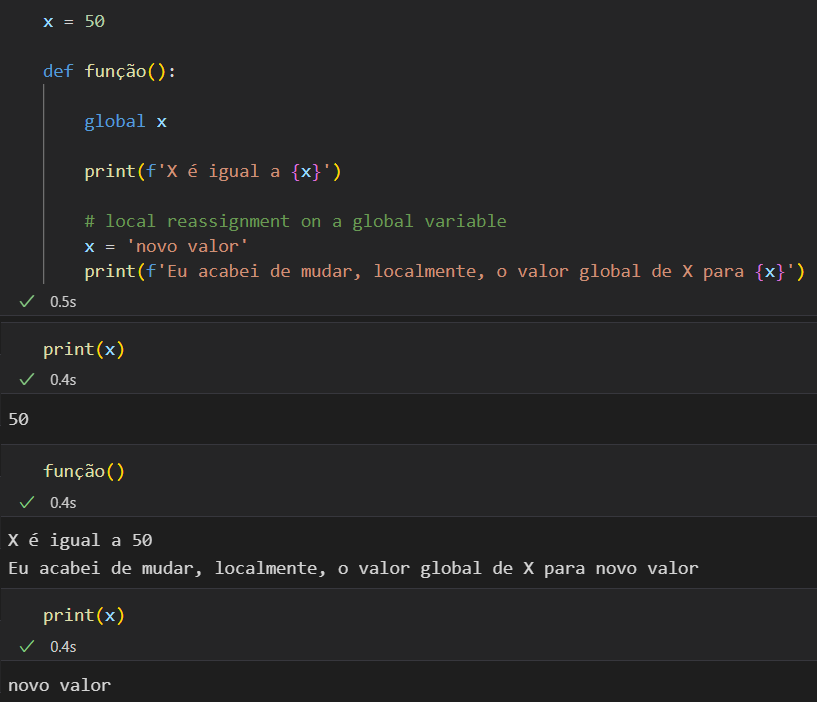 x = 50
def função():
global x
print(f'X é igual a {x}')
# local reassignment on a global variable
x = 'novo valor'
print(f'Eu acabei de mudar, localmente, o valor global de X para {x}')
0.5s
print(x)
0.4s
50
função()
0.4s
X é igual a 50
Eu acabei de mudar, localmente, o valor global de X para novo valor
print(x)
0.4s
novo valor